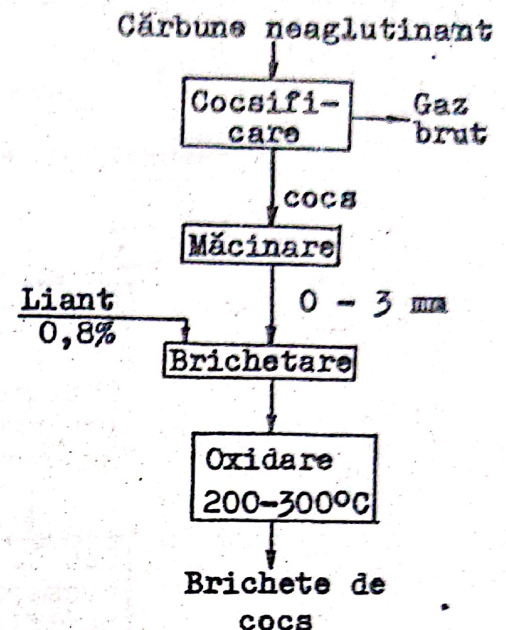 Cărbune neaglutinant
Cocsifi-
care
Gaz
brut
cocs
Măcinare
0 - 3 mm
Liant
0,8%
Brichetare
Oxidare
200-300°C
Brichete de
cocs